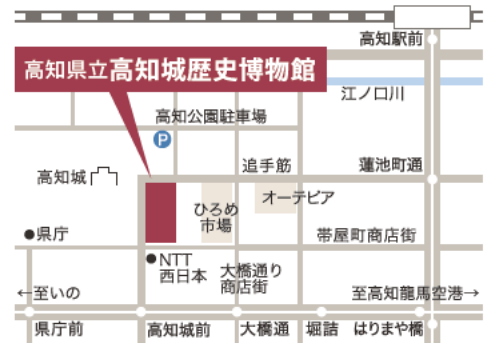 高知駅前
高知県立高知城歴史博物館
江ノ口川
高知公園駐車場
P
追手筋
蓮池町通
高知城
オーテピア
ひろめ
市場
●県庁
帯屋町商店街
●NTT
西日本
大橋通り
商店街
←至いの
至高知龍馬空港→
県庁前
高知城前
大橋通
堀詰
はりまや橋